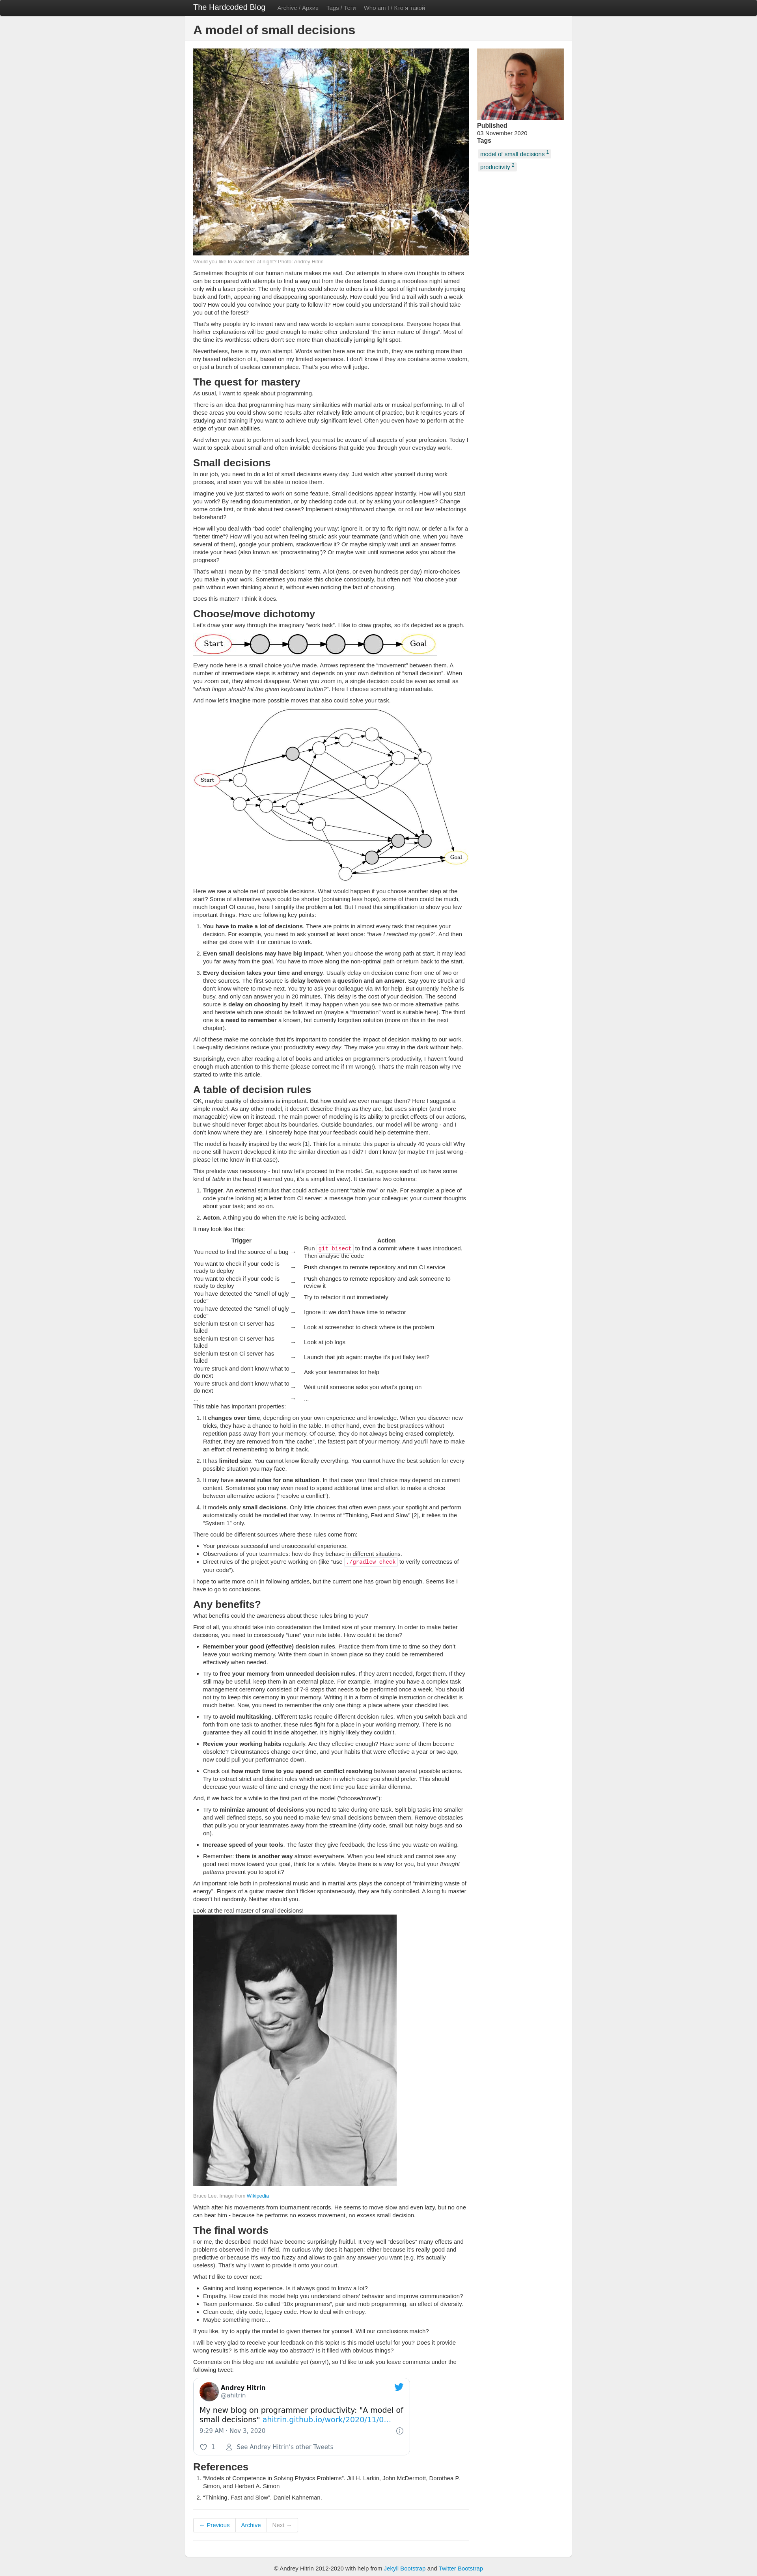 The Hardcoded Blog Archive / Архив Tags / Теги Who am I / Кто я такой
A model of small decisions
Would you like to walk here at night? Photo: Andrey Hitrin
Published
03 November 2020
Tags
model of small decisions 1
productivity 2
Sometimes thoughts of our human nature makes me sad. Our attempts to share own thoughts to others
can be compared with attempts to find a way out from the dense forest during a moonless night aimed
only with a laser pointer. The only thing you could show to others is a little spot of light randomly jumping
back and forth, appearing and disappearing spontaneously. How could you find a trail with such a weak
tool? How could you convince your party to follow it? How could you understand if this trail should take
you out of the forest?
That's why people try to invent new and new words to explain same conceptions. Everyone hopes that
his/her explanations will be good enough to make other understand "the inner nature of things". Most of
the time it's worthless: others don't see more than chaotically jumping light spot.
Nevertheless, here is my own attempt. Words written here are not the truth, they are nothing more than
my biased reflection of it, based on my limited experience. I don't know if they are contains some wisdom,
or just a bunch of useless commonplace. That's you who will judge.
The quest for mastery
As usual, I want to speak about programming.
There is an idea that programming has many similarities with martial arts or musical performing. In all of
these areas you could show some results after relatively little amount of practice, but it requires years of
studying and training if you want to achieve truly significant level. Often you even have to perform at the
edge of your own abilities.
And when you want to perform at such level, you must be aware of all aspects of your profession. Today I
want to speak about small and often invisible decisions that guide you through your everyday work.
Small decisions
In our job, you need to do a lot of small decisions every day. Just watch after yourself during work
process, and soon you will be able to notice them.
Imagine you've just started to work on some feature. Small decisions appear instantly. How will you start
you work? By reading documentation, or by checking code out, or by asking your colleagues? Change
some code first, or think about test cases? Implement straightforward change, or roll out few refactorings
beforehand?
How will you deal with "bad code" challenging your way: ignore it, or try to fix right now, or defer a fix for a
"better time"? How will you act when feeling struck: ask your teammate (and which one, when you have
several of them), google your problem, stackoverflow it? Or maybe simply wait until an answer forms
inside your head (also known as 'procrastinating')? Or maybe wait until someone asks you about the
progress?
That's what I mean by the "small decisions" term. A lot (tens, or even hundreds per day) micro-choices
you make in your work. Sometimes you make this choice consciously, but often not! You choose your
path without even thinking about it, without even noticing the fact of choosing.
Does this matter? I think it does.
Choose/move dichotomy
Let's draw your way through the imaginary "work task". I like to draw graphs, so it's depicted as a graph.
Start Goal
Every node here is a small choice you've made. Arrows represent the "movement" between them. A
number of intermediate steps is arbitrary and depends on your own definition of "small decision". When
you zoom out, they almost disappear. When you zoom in, a single decision could be even as small as
"which finger should hit the given keyboard button?". Here I choose something intermediate.
And now let's imagine more possible moves that also could solve your task.
Start
Goal
Here we see a whole net of possible decisions. What would happen if you choose another step at the
start? Some of alternative ways could be shorter (containing less hops), some of them could be much,
much longer! Of course, here I simplify the problem a lot. But I need this simplification to show you few
important things. Here are following key points:
1. You have to make a lot of decisions. There are points in almost every task that requires your
decision. For example, you need to ask yourself at least once: "have I reached my goal?". And then
either get done with it or continue to work.
2. Even small decisions may have big impact. When you choose the wrong path at start, it may lead
you far away from the goal. You have to move along the non-optimal path or return back to the start.
3. Every decision takes your time and energy. Usually delay on decision come from one of two or
three sources. The first source is delay between a question and an answer. Say you're struck and
don't know where to move next. You try to ask your colleague via IM for help. But currently he/she is
busy, and only can answer you in 20 minutes. This delay is the cost of your decision. The second
source is delay on choosing by itself. It may happen when you see two or more alternative paths
and hesitate which one should be followed on (maybe a "frustration" word is suitable here). The third
one is a need to remember a known, but currently forgotten solution (more on this in the next
chapter).
All of these make me conclude that it's important to consider the impact of decision making to our work.
Low-quality decisions reduce your productivity every day. They make you stray in the dark without help.
Surprisingly, even after reading a lot of books and articles on programmer's productivity, I haven't found
enough much attention to this theme (please correct me if I'm wrong!). That's the main reason why I've
started to write this article.
A table of decision rules
OK, maybe quality of decisions is important. But how could we ever manage them? Here I suggest a
simple model. As any other model, it doesn't describe things as they are, but uses simpler (and more
manageable) view on it instead. The main power of modeling is its ability to predict effects of our actions,
but we should never forget about its boundaries. Outside boundaries, our model will be wrong - and I
don't know where they are. I sincerely hope that your feedback could help determine them.
The model is heavily inspired by the work [1]. Think for a minute: this paper is already 40 years old! Why
no one still haven't developed it into the similar direction as I did? I don't know (or maybe I'm just wrong -
please let me know in that case).
This prelude was necessary - but now let's proceed to the model. So, suppose each of us have some
kind of table in the head (I warned you, it's a simplified view). It contains two columns:
1. Trigger. An external stimulus that could activate current "table row" or rule. For example: a piece of
code you're looking at; a letter from CI server; a message from your colleague; your current thoughts
about your task; and so on.
2. Acton. A thing you do when the rule is being activated.
It may look like this:
Trigger Action
You need to find the source of a bug → Run git bisect to find a commit where it was introduced.
Then analyse the code
You want to check if your code is
ready to deploy → Push changes to remote repository and run CI service
You want to check if your code is
ready to deploy → Push changes to remote repository and ask someone to
review it
You have detected the "smell of ugly
code" → Try to refactor it out immediately
You have detected the "smell of ugly
code" → Ignore it: we don't have time to refactor
Selenium test on CI server has
failed → Look at screenshot to check where is the problem
Selenium test on CI server has
failed → Look at job logs
Selenium test on Ci server has
failed → Launch that job again: maybe it's just flaky test?
You're struck and don't know what to
do next → Ask your teammates for help
You're struck and don't know what to
do next → Wait until someone asks you what's going on
... → ...
This table has important properties:
1. It changes over time, depending on your own experience and knowledge. When you discover new
tricks, they have a chance to hold in the table. In other hand, even the best practices without
repetition pass away from your memory. Of course, they do not always being erased completely.
Rather, they are removed from "the cache", the fastest part of your memory. And you'll have to make
an effort of remembering to bring it back.
2. It has limited size. You cannot know literally everything. You cannot have the best solution for every
possible situation you may face.
3. It may have several rules for one situation. In that case your final choice may depend on current
context. Sometimes you may even need to spend additional time and effort to make a choice
between alternative actions ("resolve a conflict").
4. It models only small decisions. Only little choices that often even pass your spotlight and perform
automatically could be modelled that way. In terms of "Thinking, Fast and Slow" [2], it relies to the
"System 1" only.
There could be different sources where these rules come from:
• Your previous successful and unsuccessful experience.
• Observations of your teammates: how do they behave in different situations.
• Direct rules of the project you're working on (like "use ./gradlew check to verify correctness of
your code").
I hope to write more on it in following articles, but the current one has grown big enough. Seems like I
have to go to conclusions.
Any benefits?
What benefits could the awareness about these rules bring to you?
First of all, you should take into consideration the limited size of your memory. In order to make better
decisions, you need to consciously "tune" your rule table. How could it be done?
• Remember your good (effective) decision rules. Practice them from time to time so they don't
leave your working memory. Write them down in known place so they could be remembered
effectively when needed.
• Try to free your memory from unneeded decision rules. If they aren't needed, forget them. If they
still may be useful, keep them in an external place. For example, imagine you have a complex task
management ceremony consisted of 7-8 steps that needs to be performed once a week. You should
not try to keep this ceremony in your memory. Writing it in a form of simple instruction or checklist is
much better. Now, you need to remember the only one thing: a place where your checklist lies.
• Try to avoid multitasking. Different tasks require different decision rules. When you switch back and
forth from one task to another, these rules fight for a place in your working memory. There is no
guarantee they all could fit inside altogether. It's highly likely they couldn't.
• Review your working habits regularly. Are they effective enough? Have some of them become
obsolete? Circumstances change over time, and your habits that were effective a year or two ago,
now could pull your performance down.
• Check out how much time to you spend on conflict resolving between several possible actions.
Try to extract strict and distinct rules which action in which case you should prefer. This should
decrease your waste of time and energy the next time you face similar dilemma.
And, if we back for a while to the first part of the model ("choose/move"):
• Try to minimize amount of decisions you need to take during one task. Split big tasks into smaller
and well defined steps, so you need to make few small decisions between them. Remove obstacles
that pulls you or your teammates away from the streamline (dirty code, small but noisy bugs and so
on).
• Increase speed of your tools. The faster they give feedback, the less time you waste on waiting.
• Remember: there is another way almost everywhere. When you feel struck and cannot see any
good next move toward your goal, think for a while. Maybe there is a way for you, but your thought
patterns prevent you to spot it?
An important role both in professional music and in martial arts plays the concept of "minimizing waste of
energy". Fingers of a guitar master don't flicker spontaneously, they are fully controlled. A kung fu master
doesn't hit randomly. Neither should you.
Look at the real master of small decisions!
Bruce Lee. Image from Wikipedia
Watch after his movements from tournament records. He seems to move slow and even lazy, but no one
can beat him - because he performs no excess movement, no excess small decision.
The final words
For me, the described model have become surprisingly fruitful. It very well "describes" many effects and
problems observed in the IT field. I'm curious why does it happen: either because it's really good and
predictive or because it's way too fuzzy and allows to gain any answer you want (e.g. it's actually
useless). That's why I want to provide it onto your court.
What I'd like to cover next:
• Gaining and losing experience. Is it always good to know a lot?
• Empathy. How could this model help you understand others' behavior and improve communication?
• Team performance. So called "10x programmers", pair and mob programming, an effect of diversity.
• Clean code, dirty code, legacy code. How to deal with entropy.
• Maybe something more…
If you like, try to apply the model to given themes for yourself. Will our conclusions match?
I will be very glad to receive your feedback on this topic! Is this model useful for you? Does it provide
wrong results? Is this article way too abstract? Is it filled with obvious things?
Comments on this blog are not available yet (sorry!), so I'd like to ask you leave comments under the
following tweet:
Andrey Hitrin
@ahitrin
My new blog on programmer productivity: "A model of
small decisions" ahitrin.github.io/work/2020/11/0…
9:29 AM · Nov 3, 2020
1 See Andrey Hitrin's other Tweets
References
1. "Models of Competence in Solving Physics Problems". Jill H. Larkin, John McDermott, Dorothea P.
Simon, and Herbert A. Simon
2. "Thinking, Fast and Slow". Daniel Kahneman.
← Previous Archive Next →
© Andrey Hitrin 2012-2020 with help from Jekyll Bootstrap and Twitter Bootstrap